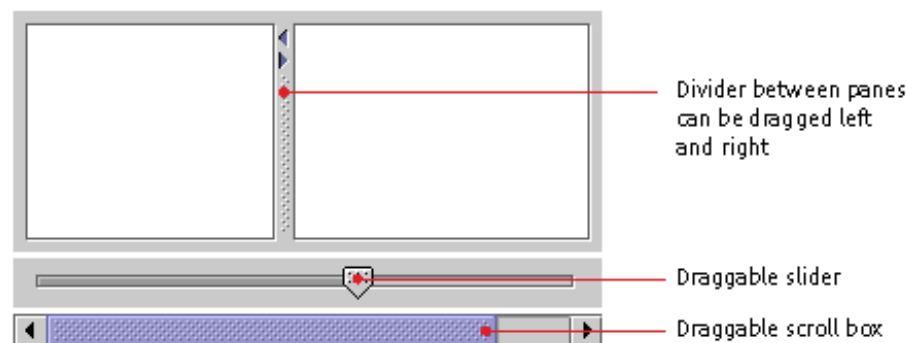 Divider between panes
can be dragged left
and right
Draggable slider
Draggable scroll box